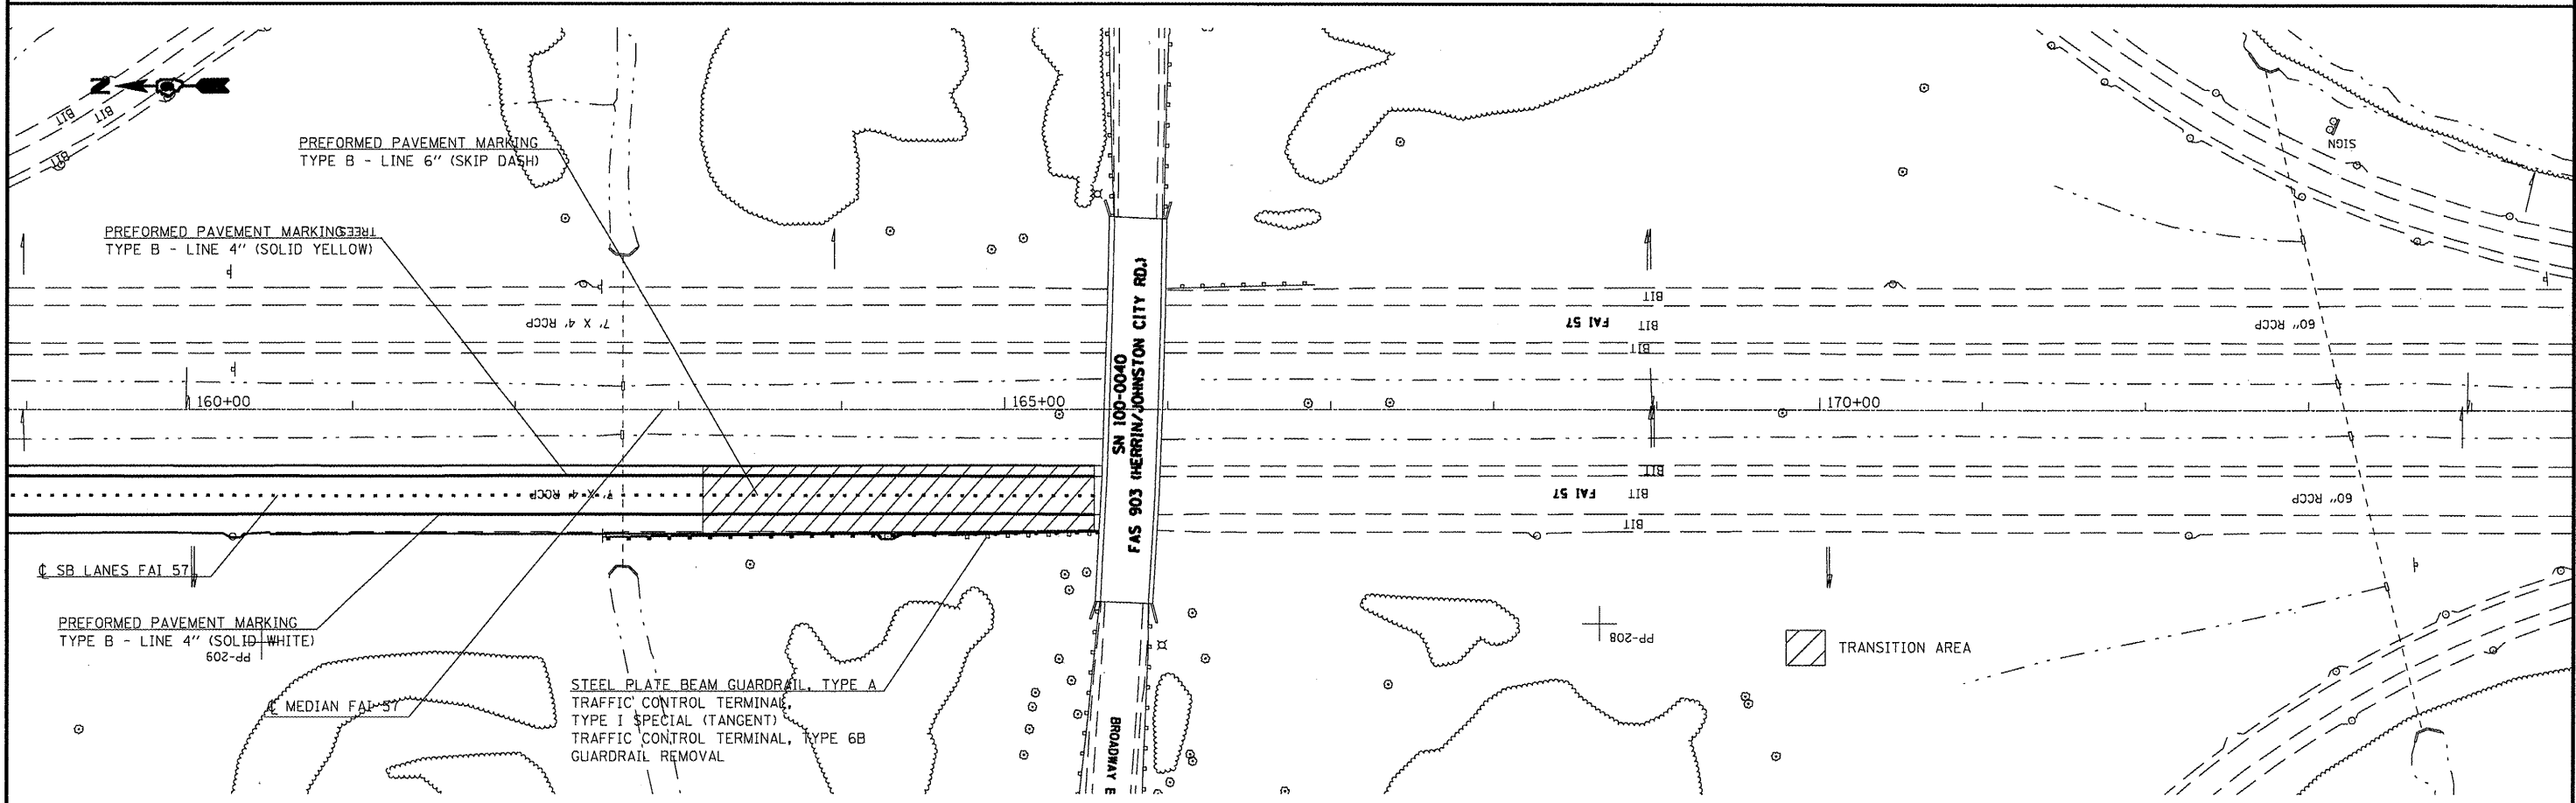 N
BIT
BIT
BIT
PREFORMED PAVEMENT MARKING
TYPE B - LINE 6" (SKIP DASH)
SIGN
PREFORMED PAVEMENT MARKING
TREES
TYPE B - LINE 4" (SOLID YELLOW)
BIT
7' X 4' RCCP
FAI 57
BIT
60" RCCP
BIT
160+00
165+00
170+00
SN 100-0040
FAS 903 (HERRIN/JOHNSTON CITY RD.)
BIT
7' X 4' RCCP
FAI 57
BIT
60" RCCP
BIT
℄ SB LANES FAI 57
PREFORMED PAVEMENT MARKING
TYPE B - LINE 4" (SOLID WHITE)
PP-209
PP-208
TRANSITION AREA
℄ MEDIAN FAI 57
STEEL PLATE BEAM GUARDRAIL, TYPE A
TRAFFIC CONTROL TERMINAL,
TYPE I SPECIAL (TANGENT)
TRAFFIC CONTROL TERMINAL, TYPE 6B
GUARDRAIL REMOVAL
BROADWAY